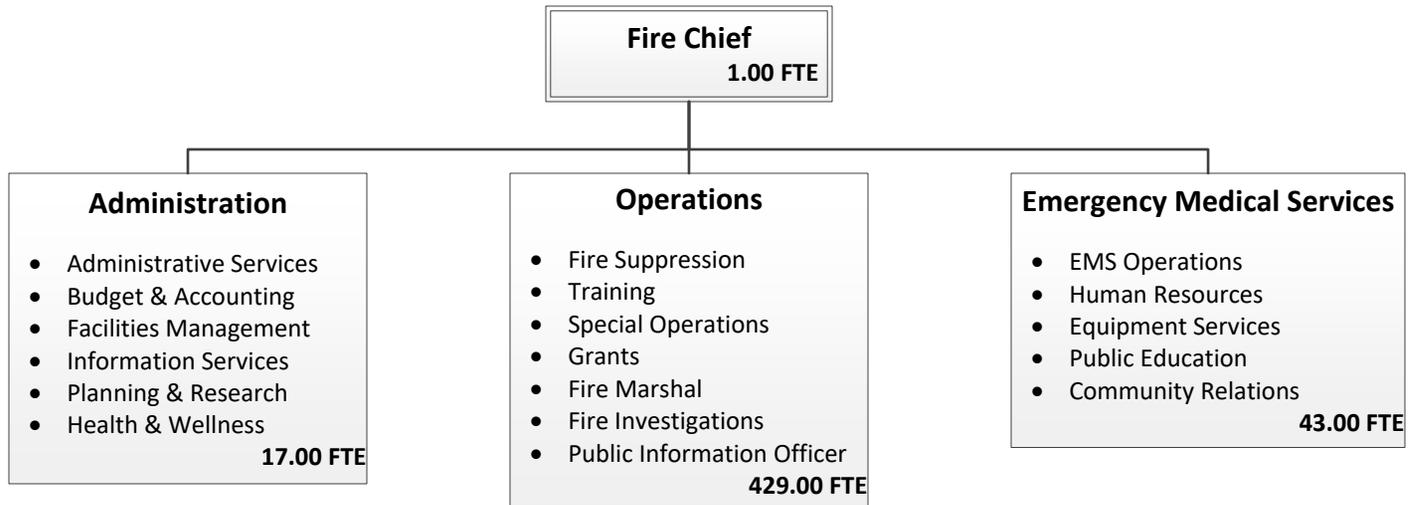 Fire Chief
1.00 FTE
Administration
• Administrative Services
• Budget & Accounting
• Facilities Management
• Information Services
• Planning & Research
• Health & Wellness
17.00 FTE
Operations
• Fire Suppression
• Training
• Special Operations
• Grants
• Fire Marshal
• Fire Investigations
• Public Information Officer
429.00 FTE
Emergency Medical Services
• EMS Operations
• Human Resources
• Equipment Services
• Public Education
• Community Relations
43.00 FTE